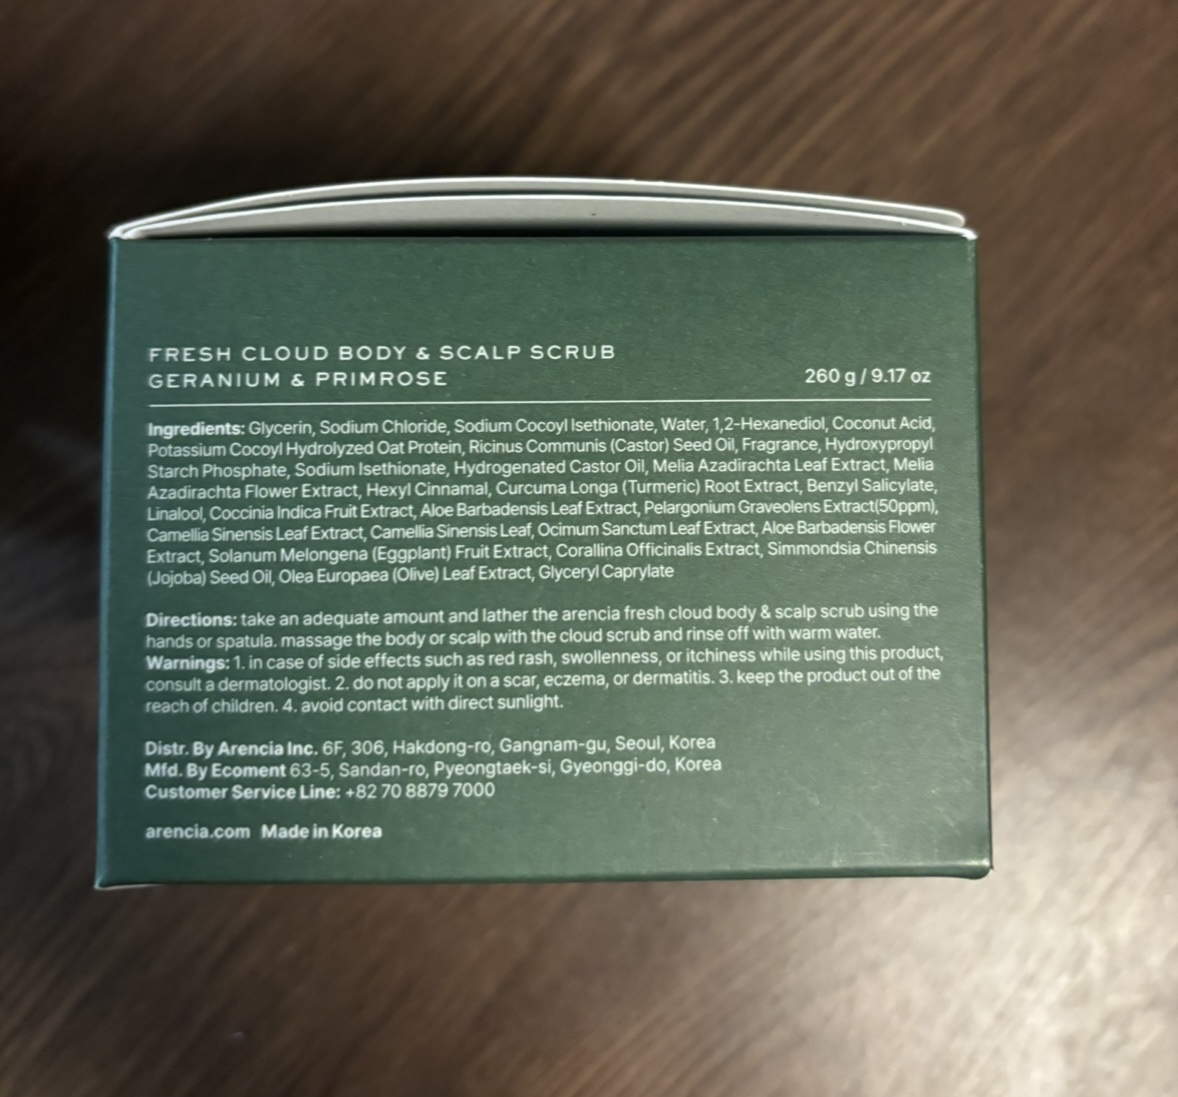 FRESH CLOUD BODY & SCALP SCRUB
GERANIUM & PRIMROSE
260 g / 9.17 oz
Ingredients: Glycerin, Sodium Chloride, Sodium Cocoyl Isethionate, Water, 1,2-Hexanediol, Coconut Acid,
Potassium Cocoyl Hydrolyzed Oat Protein, Ricinus Communis (Castor) Seed Oil, Fragrance, Hydroxypropyl
Starch Phosphate, Sodium Isethionate, Hydrogenated Castor Oil, Melia Azadirachta Leaf Extract, Melia
Azadirachta Flower Extract, Hexyl Cinnamal, Curcuma Longa (Turmeric) Root Extract, Benzyl Salicylate,
Linalool, Coccinia Indica Fruit Extract, Aloe Barbadensis Leaf Extract, Pelargonium Graveolens Extract(50ppm),
Camellia Sinensis Leaf Extract, Camellia Sinensis Leaf, Ocimum Sanctum Leaf Extract, Aloe Barbadensis Flower
Extract, Solanum Melongena (Eggplant) Fruit Extract, Corallina Officinalis Extract, Simmondsia Chinensis
(Jojoba) Seed Oil, Olea Europaea (Olive) Leaf Extract, Glyceryl Caprylate
Directions: take an adequate amount and lather the arencia fresh cloud body & scalp scrub using the
hands or spatula. massage the body or scalp with the cloud scrub and rinse off with warm water.
Warnings: 1. in case of side effects such as red rash, swollenness, or itchiness while using this product,
consult a dermatologist. 2. do not apply it on a scar, eczema, or dermatitis. 3. keep the product out of the
reach of children. 4. avoid contact with direct sunlight.
Distr. By Arencia Inc. 6F, 306, Hakdong-ro, Gangnam-gu, Seoul, Korea
Mfd. By Ecoment 63-5, Sandan-ro, Pyeongtaek-si, Gyeonggi-do, Korea
Customer Service Line: +82 70 8879 7000
arencia.com Made in Korea